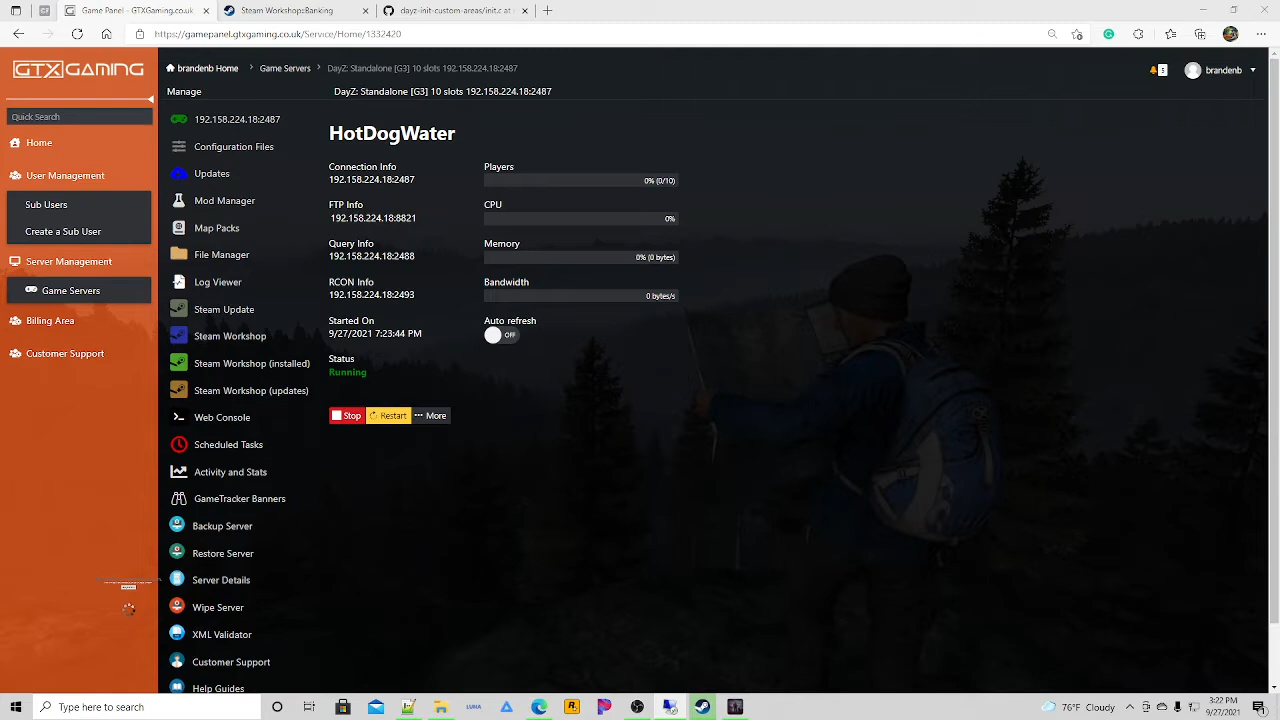 Game Panel - gtxgaming.co.uk
SteamWorkshopBanking
dayz-custom-areas/init.c at
https://gamepanel.gtxgaming.co.uk/Service/Home/1332420
GTXGAMING
brandenb Home > Game Servers > DayZ: Standalone [G3] 10 slots 192.158.224.18:2487
5
brandenb
Manage
DayZ: Standalone [G3] 10 slots 192.158.224.18:2487
Quick Search
Home
User Management
Sub Users
Create a Sub User
Server Management
Game Servers
Billing Area
Customer Support
192.158.224.18:2487
Configuration Files
Updates
Mod Manager
Map Packs
File Manager
Log Viewer
Steam Update
Steam Workshop
Steam Workshop (installed)
Steam Workshop (updates)
Web Console
Scheduled Tasks
Activity and Stats
Gamepanel Banners
Backup Server
Restore Server
Server Details
Wipe Server
XML Validator
Customer Support
Help Guides
HotDogWater
Connection Info
192.158.224.18:2487
FTP Info
192.158.224.18:8821
Query Info
192.158.224.18:2488
RCON Info
192.158.224.18:2493
Started On
9/27/2021 7:23:44 PM
Status
Running
Stop
Restart
More
Players
0% (0/10)
CPU
0%
Memory
0% (0 bytes)
Bandwidth
0 bytes/s
Auto refresh
OFF
Type here to search
LUNA
76°F Cloudy
3:22 PM
9/27/2021